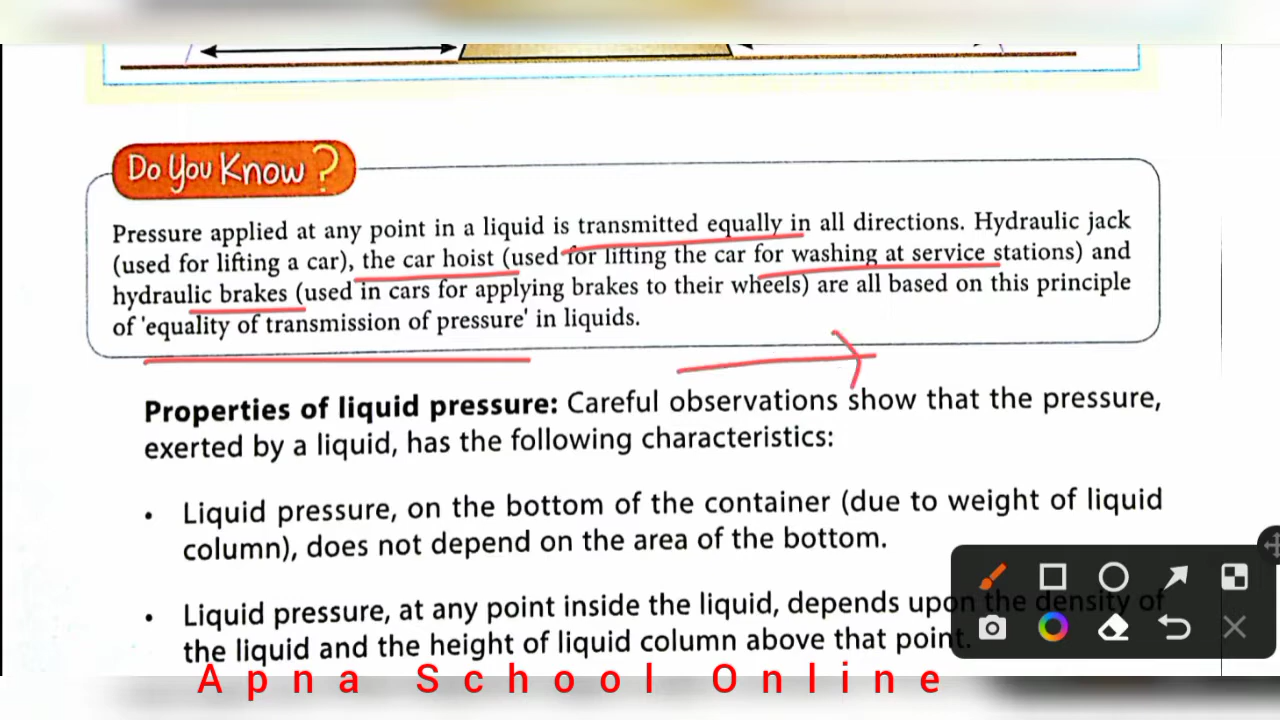 Do You Know?
Pressure applied at any point in a liquid is transmitted equally in all directions. Hydraulic jack
(used for lifting a car), the car hoist (used for lifting the car for washing at service stations) and
hydraulic brakes (used in cars for applying brakes to their wheels) are all based on this principle
of 'equality of transmission of pressure' in liquids.
Properties of liquid pressure: Careful observations show that the pressure,
exerted by a liquid, has the following characteristics:
• Liquid pressure, on the bottom of the container (due to weight of liquid
column), does not depend on the area of the bottom.
• Liquid pressure, at any point inside the liquid, depends upon the density of
the liquid and the height of liquid column above that point.
Apna School Online